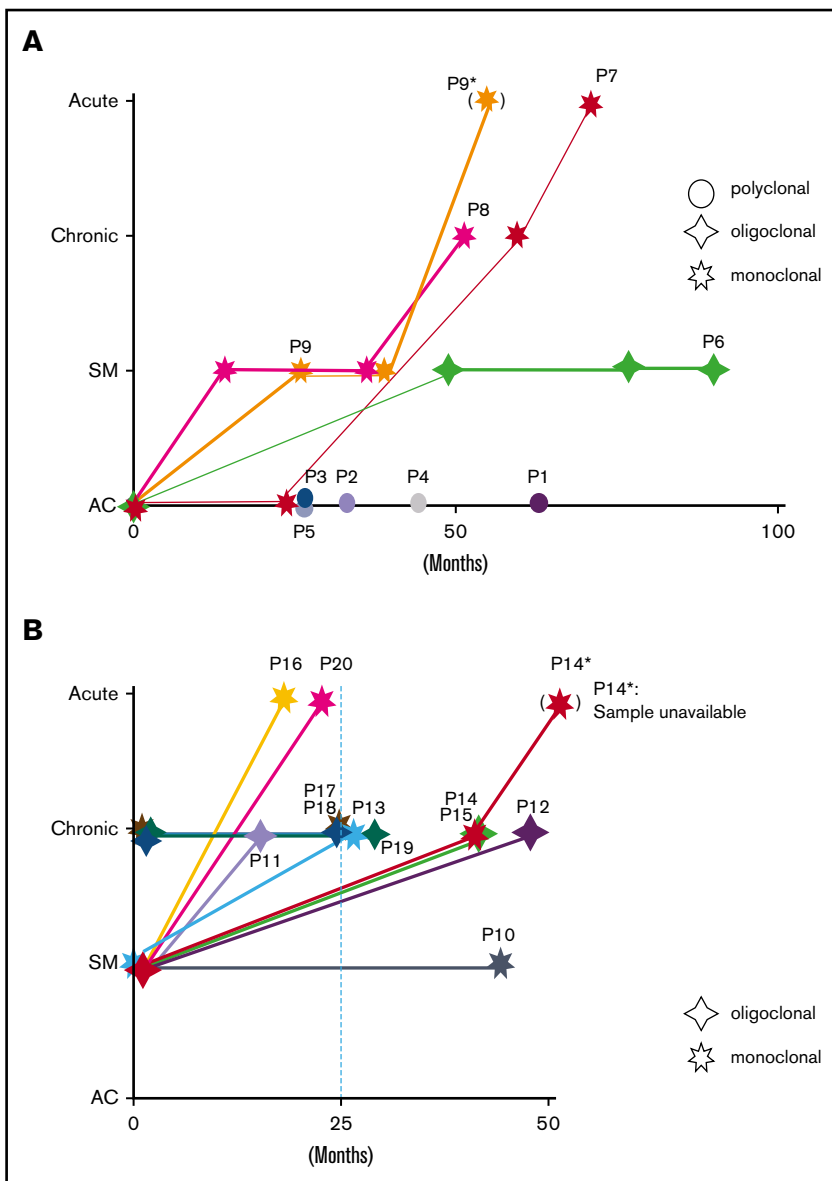 A
Acute
Chronic
SM
AC
P9*
( )
P7
P8
P9
P6
P3
P2
P4
P1
P5
0
50
100
(Months)
polyclonal
oligoclonal
monoclonal
B
Acute
Chronic
SM
AC
P16
P20
P14*
( )
P14*:
Sample unavailable
P17
P18
P13
P14
P15
P12
P19
P11
P10
oligoclonal
monoclonal
0
25
50
(Months)